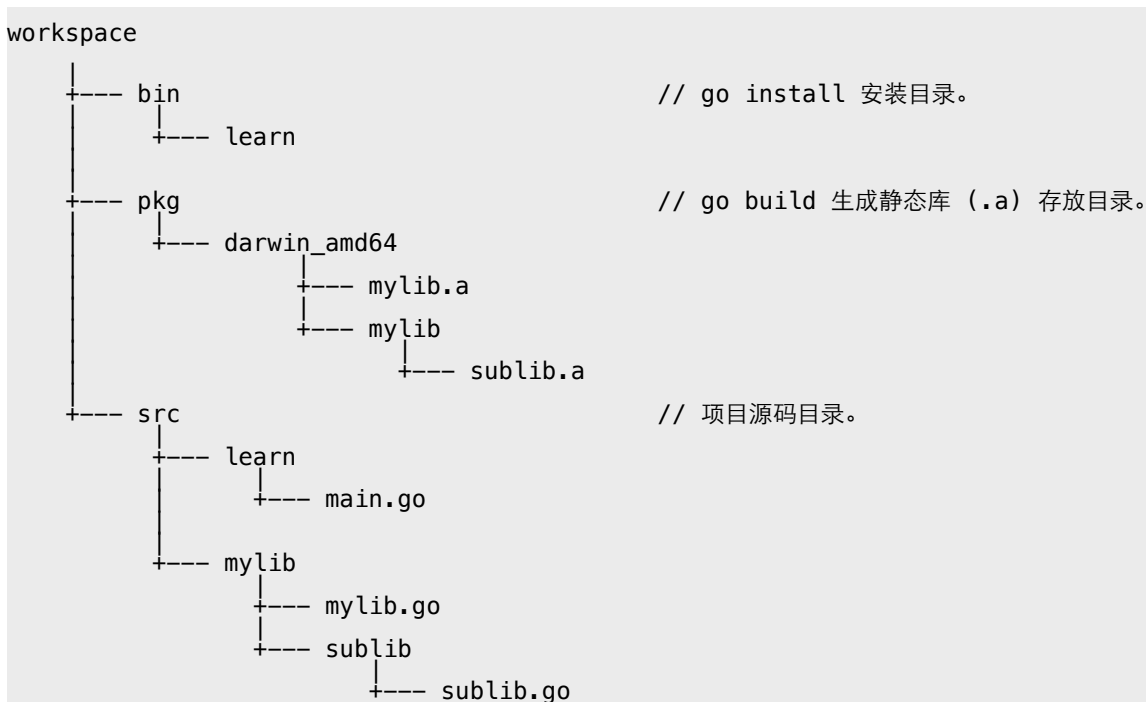 workspace
|
+--- bin // go install 安装目录。
| |
| +--- learn
|
+--- pkg // go build 生成静态库 (.a) 存放目录。
| |
| +--- darwin_amd64
| |
| +--- mylib.a
| |
| +--- mylib
| |
| +--- sublib.a
|
+--- src // 项目源码目录。
|
+--- learn
| |
| +--- main.go
|
+--- mylib
|
+--- mylib.go
|
+--- sublib
|
+--- sublib.go